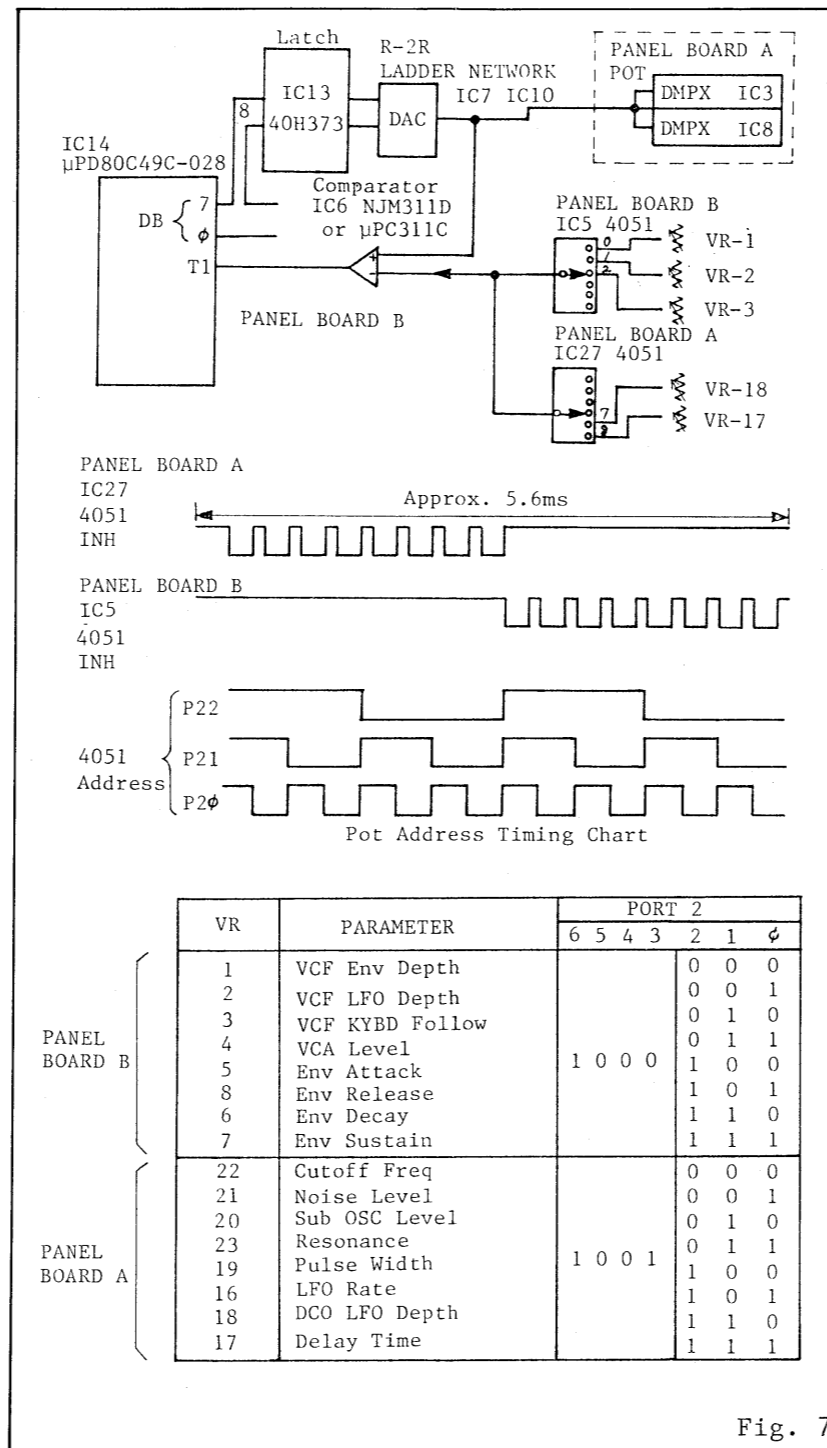 Latch
R-2R
LADDER NETWORK
IC7 IC10
PANEL BOARD A
POT
IC13
40H373
8
DAC
DMPX IC3
DMPX IC8
IC14
μPD80C49C-028
Comparator
IC6 NJM311D
or μPC311C
DB { 7
ϕ
T1
+
−
PANEL BOARD B
PANEL BOARD B
IC5 4051
0
1
2
VR-1
VR-2
VR-3
PANEL BOARD A
IC27 4051
7
8
VR-18
VR-17
PANEL BOARD A
IC27
4051
INH
Approx. 5.6ms
PANEL BOARD B
IC5
4051
INH
4051
Address
P22
P21
P2ϕ
Pot Address Timing Chart
VR PARAMETER PORT 2
6 5 4 3 2 1 ϕ
PANEL
BOARD B
1 VCF Env Depth 0 0 0
2 VCF LFO Depth 0 0 1
3 VCF KYBD Follow 0 1 0
4 VCA Level 0 1 1
5 Env Attack 1 0 0 0 1 0 0
8 Env Release 1 0 1
6 Env Decay 1 1 0
7 Env Sustain 1 1 1
PANEL
BOARD A
22 Cutoff Freq 0 0 0
21 Noise Level 0 0 1
20 Sub OSC Level 0 1 0
23 Resonance 0 1 1
19 Pulse Width 1 0 0 1 1 0 0
16 LFO Rate 1 0 1
18 DCO LFO Depth 1 1 0
17 Delay Time 1 1 1
Fig. 7